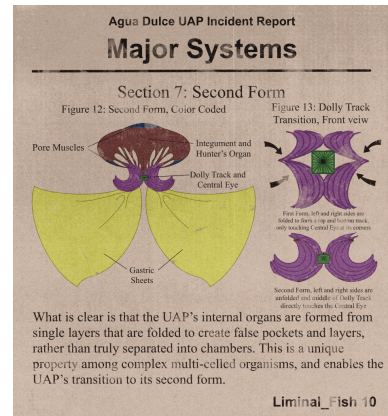 Agua Dulce UAP Incident Report
Major Systems
Section 7: Second Form
Figure 12: Second Form, Color Coded
Pore Muscles
Integument and
Hunter's Organ
Dolly Track and
Central Eye
Gastric
Sheets
Figure 13: Dolly Track
Transition, Front veiw
First Form, left and right sides are
folded to form a top and bottom track,
only touching Central Eye at its corners
Second Form, left and right sides are
unfolded and middle of Dolly Track
directly touches the Central Eye
What is clear is that the UAP's internal organs are formed from
single layers that are folded to create false pockets and layers,
rather than truly separated into chambers. This is a unique
property among complex multi-celled organisms, and enables the
UAP's transition to its second form.
Liminal_Fish 10